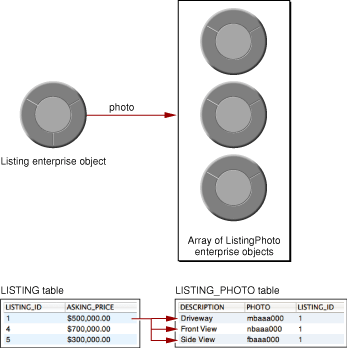 photo
Listing enterprise object
Array of ListingPhoto
enterprise objects
LISTING table
LISTING_ID ASKING_PRICE
1 $500,000.00
4 $700,000.00
5 $300,000.00
LISTING_PHOTO table
DESCRIPTION PHOTO LISTING_ID
Driveway mbaaa000 1
Front View nbaaa000 1
Side View fbaaa000 1